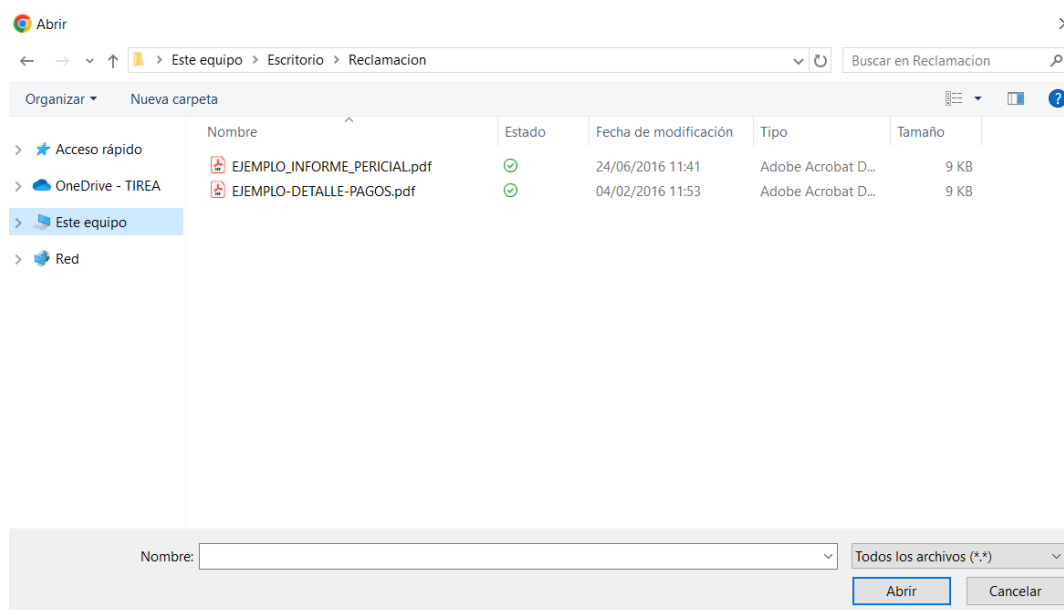 Abrir
Este equipo > Escritorio > Reclamacion
Buscar en Reclamacion
Organizar
Nueva carpeta
?
Nombre Estado Fecha de modificación Tipo Tamaño
Acceso rápido
EJEMPLO_INFORME_PERICIAL.pdf 24/06/2016 11:41 Adobe Acrobat D... 9 KB
OneDrive - TIREA
EJEMPLO-DETALLE-PAGOS.pdf 04/02/2016 11:53 Adobe Acrobat D... 9 KB
Este equipo
Red
Nombre:
Todos los archivos (*.*)
Abrir Cancelar